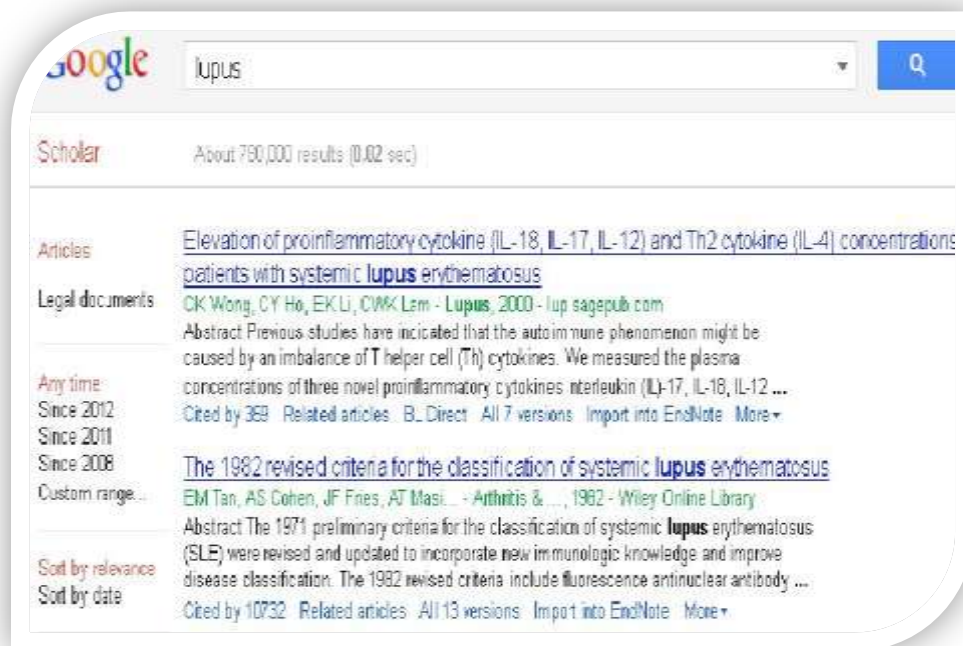 Google
lupus
Scholar
About 790,000 results (0.02 sec)
Articles
Legal documents
Any time
Since 2012
Since 2011
Since 2008
Custom range...
Sort by relevance
Sort by date
Elevation of proinflammatory cytokine (IL-18, IL-17, IL-12) and Th2 cytokine (IL-4) concentrations
patients with systemic lupus erythematosus
CK Wong, CY Ho, EK Li, CWK Lam - Lupus, 2000 - lup.sagepub.com
Abstract Previous studies have indicated that the autoimmune phenomenon might be
caused by an imbalance of T helper cell (Th) cytokines. We measured the plasma
concentrations of three novel proinflammatory cytokines interleukin (IL)-17, IL-18, IL-12 ...
Cited by 369 Related articles BL Direct All 7 versions Import into EndNote More
The 1982 revised criteria for the classification of systemic lupus erythematosus
EM Tan, AS Cohen, JF Fries, AT Masi... - Arthritis & ..., 1982 - Wiley Online Library
Abstract The 1971 preliminary criteria for the classification of systemic lupus erythematosus
(SLE) were revised and updated to incorporate new immunologic knowledge and improve
disease classification. The 1982 revised criteria include fluorescence antinuclear antibody ...
Cited by 10732 Related articles All 13 versions Import into EndNote More